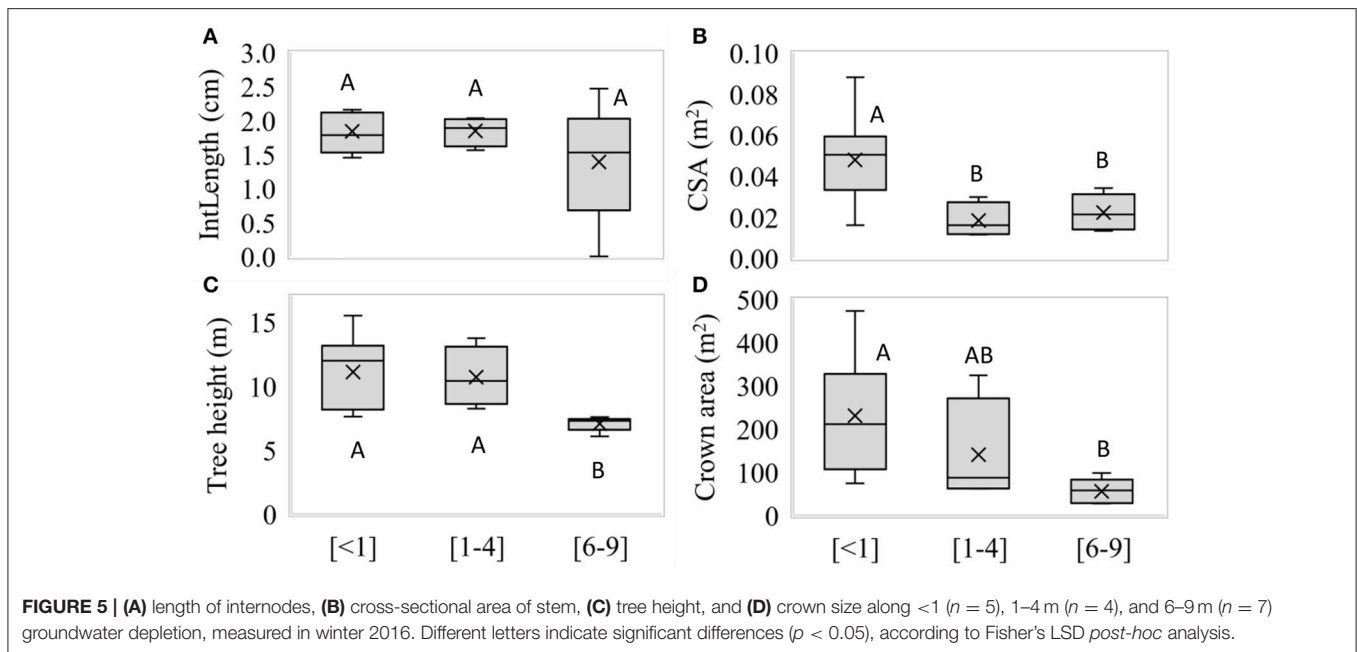 A
IntLength (cm)
3.0
2.5
2.0
1.5
1.0
0.5
0.0
A
A
A
B
CSA (m²)
0.10
0.08
0.06
0.04
0.02
0.00
A
B
B
C
Tree height (m)
15
10
5
0
A
A
B
[<1]
[1-4]
[6-9]
D
Crown area (m²)
500
400
300
200
100
0
A
AB
B
[<1]
[1-4]
[6-9]
FIGURE 5 | (A) length of internodes, (B) cross-sectional area of stem, (C) tree height, and (D) crown size along <1 (n = 5), 1–4 m (n = 4), and 6–9 m (n = 7)
groundwater depletion, measured in winter 2016. Different letters indicate significant differences (p < 0.05), according to Fisher's LSD post-hoc analysis.